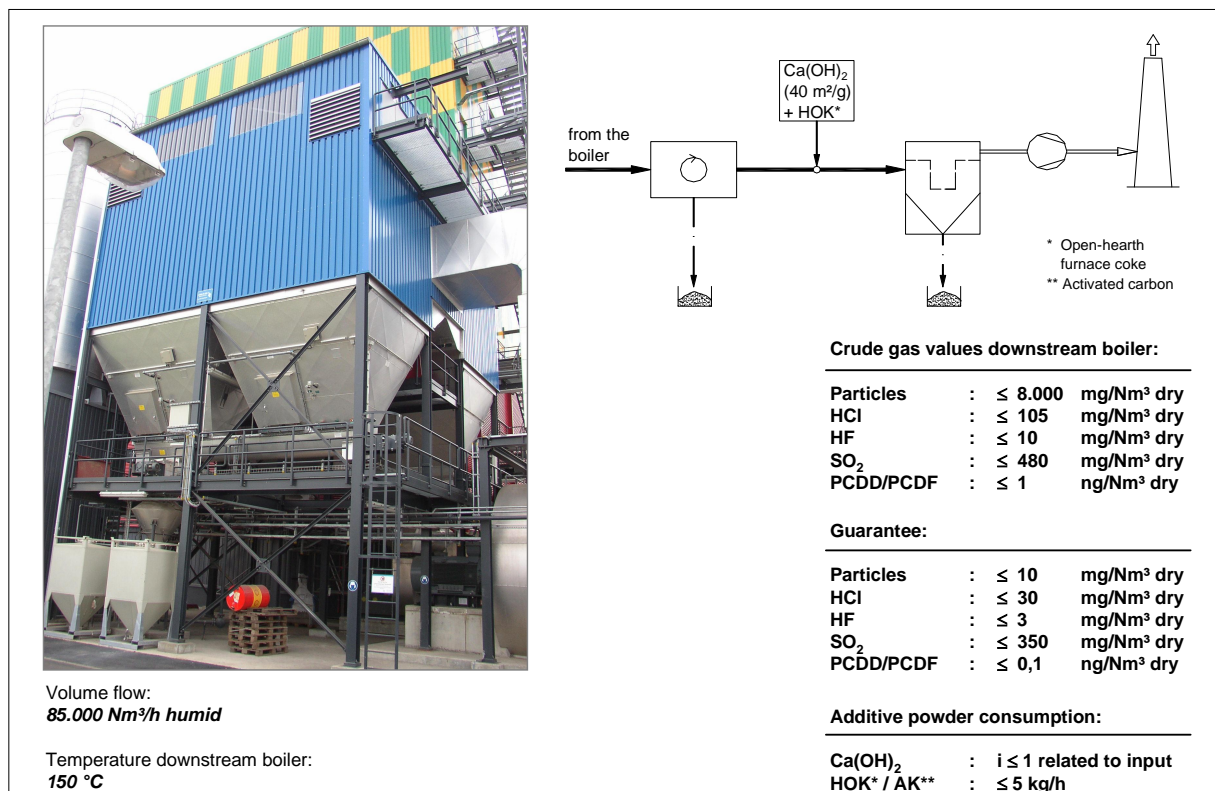 from the
boiler
Ca(OH)2
(40 m²/g)
+ HOK*
* Open-hearth
furnace coke
** Activated carbon
Crude gas values downstream boiler:
Particles : ≤ 8.000 mg/Nm³ dry
HCl : ≤ 105 mg/Nm³ dry
HF : ≤ 10 mg/Nm³ dry
SO2 : ≤ 480 mg/Nm³ dry
PCDD/PCDF : ≤ 1 ng/Nm³ dry
Guarantee:
Particles : ≤ 10 mg/Nm³ dry
HCl : ≤ 30 mg/Nm³ dry
HF : ≤ 3 mg/Nm³ dry
SO2 : ≤ 350 mg/Nm³ dry
PCDD/PCDF : ≤ 0,1 ng/Nm³ dry
Volume flow:
85.000 Nm³/h humid
Temperature downstream boiler:
150 °C
Additive powder consumption:
Ca(OH)2 : i ≤ 1 related to input
HOK* / AK** : ≤ 5 kg/h